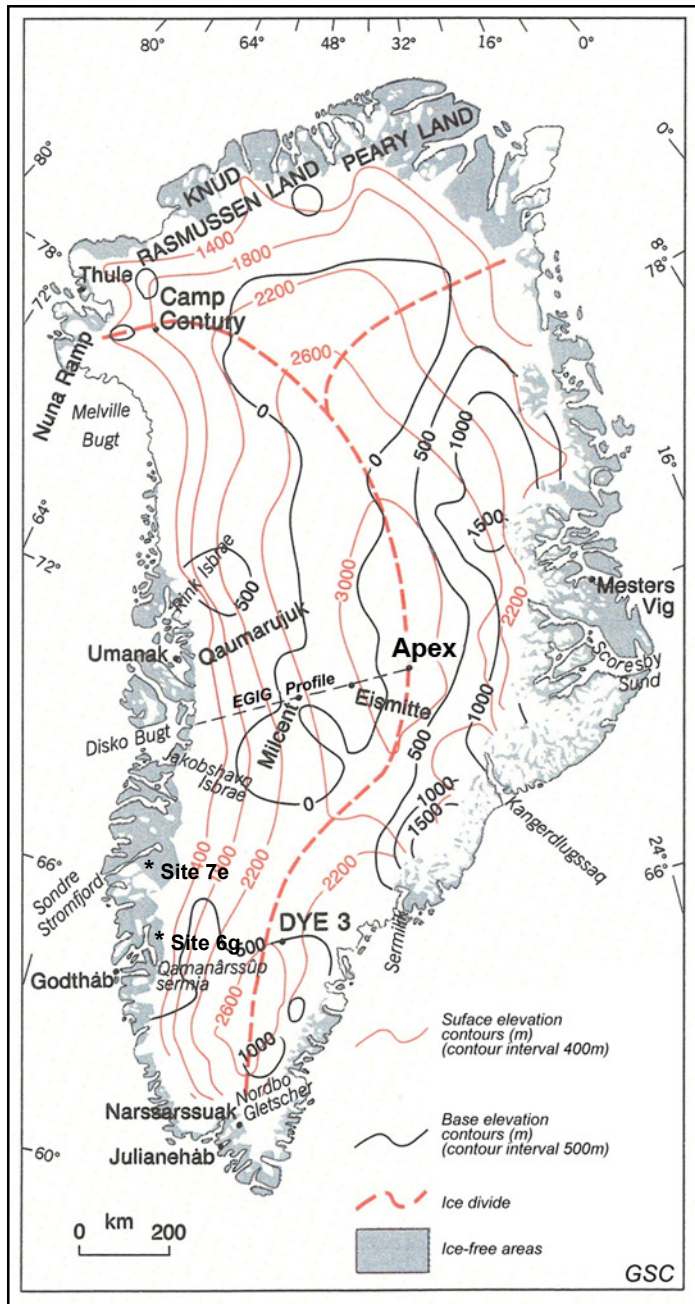 80° 64° 48° 32° 16° 0°
80°
0°
KNUD
RASMUSSEN LAND
PEARY LAND
78°
1400
1800
8°
78°
Thule
72°
Camp
Century
2200
2600
Nuna Ramp
Melville
Bugt
0
0
500
1000
16°
64°
1500
72°
Rink Isbrae
500
3000
2200
Mesters
Vig
Umanak
Qaumarujuk
Apex
Scoresby
Sund
EGIG Profile
Eismitte
Milcent
1000
Disko Bugt
Jakobshavn
Isbrae
0
500
1000
1500
Kangerdlugssaq
66°
Sondre
Stromfjord
* Site 7e
2200
2200
24°
66°
* Site 6g
500
DYE 3
Godthåb
Qamanårssûp
sermia
2600
1000
Nordbo
Gletscher
Narssarssuak
Julianehåb
60°
Suface elevation
contours (m)
(contour interval 400m)
Base elevation
contours (m)
(contour interval 500m)
Ice divide
Ice-free areas
0 200
km
GSC